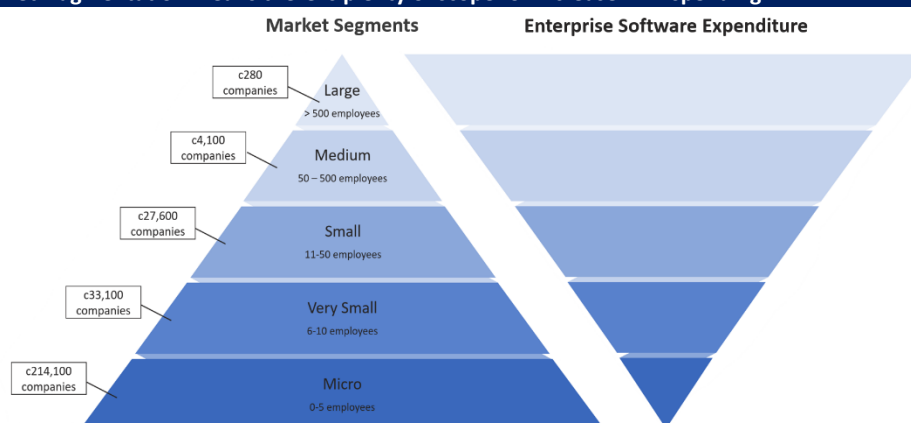 Market Segments
Enterprise Software Expenditure
c280
companies
Large
> 500 employees
c4,100
companies
Medium
50 – 500 employees
c27,600
companies
Small
11-50 employees
c33,100
companies
Very Small
6-10 employees
c214,100
companies
Micro
0-5 employees